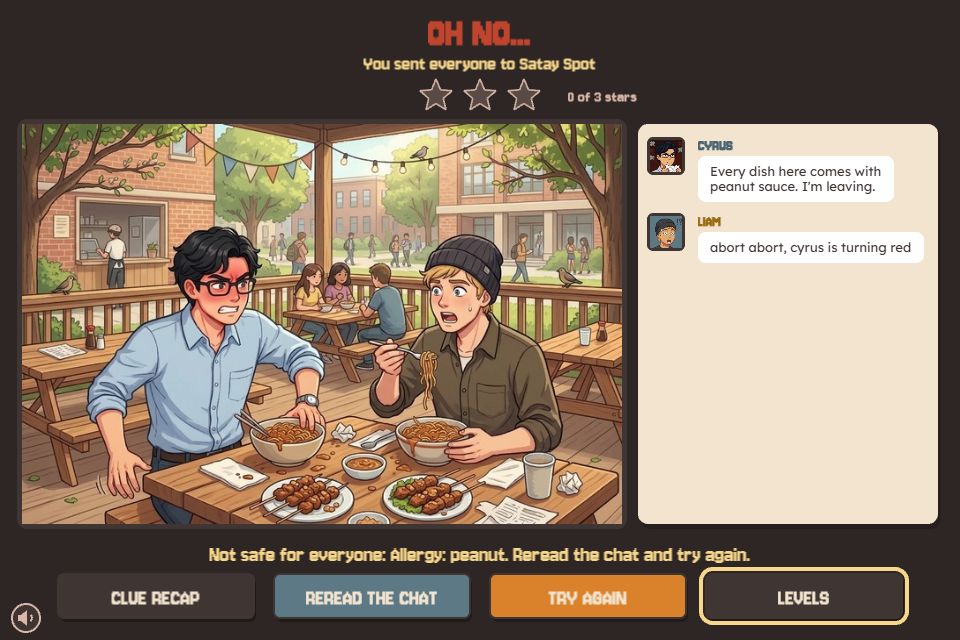 OH NO...
You sent everyone to Satay Spot
0 of 3 stars
CYRUS
Every dish here comes with
peanut sauce. I'm leaving.
LIAM
abort abort, cyrus is turning red
Not safe for everyone: Allergy: peanut. Reread the chat and try again.
CLUE RECAP
REREAD THE CHAT
TRY AGAIN
LEVELS